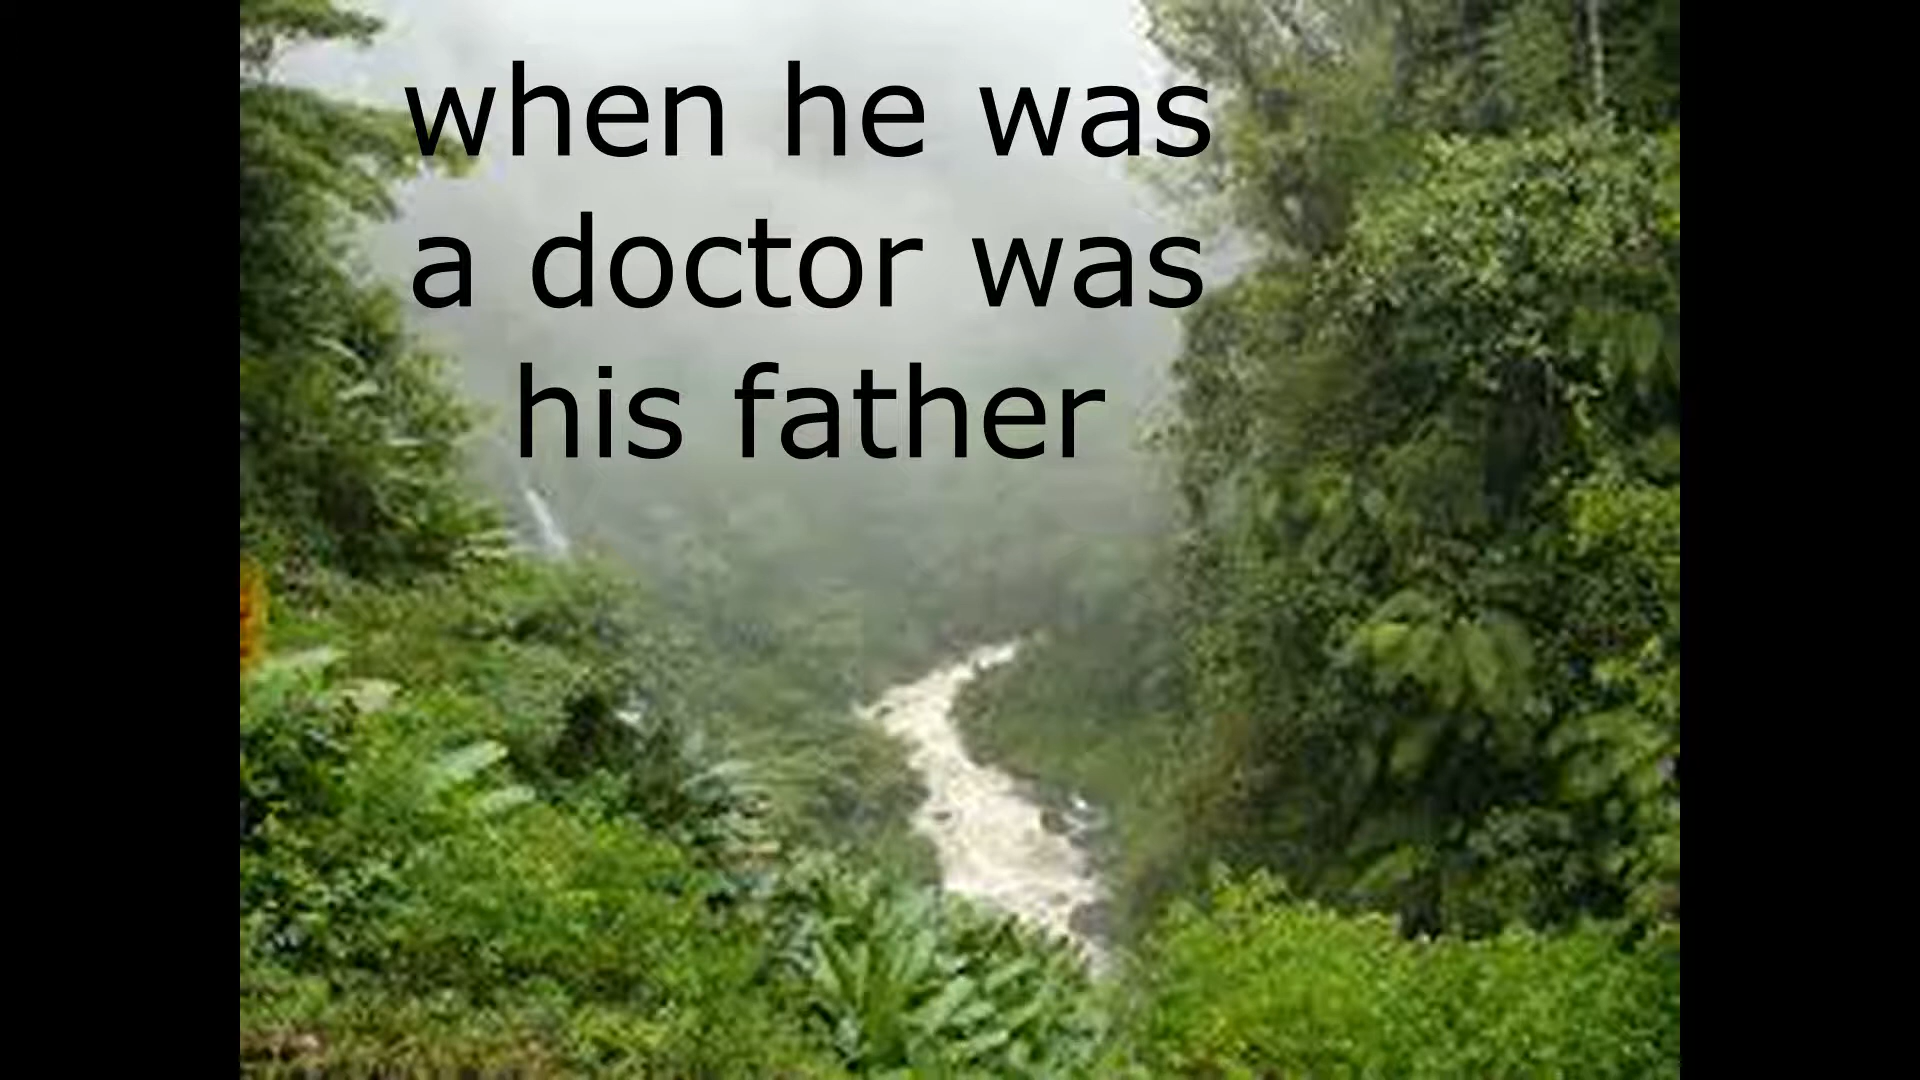 when he was
a doctor was
his father